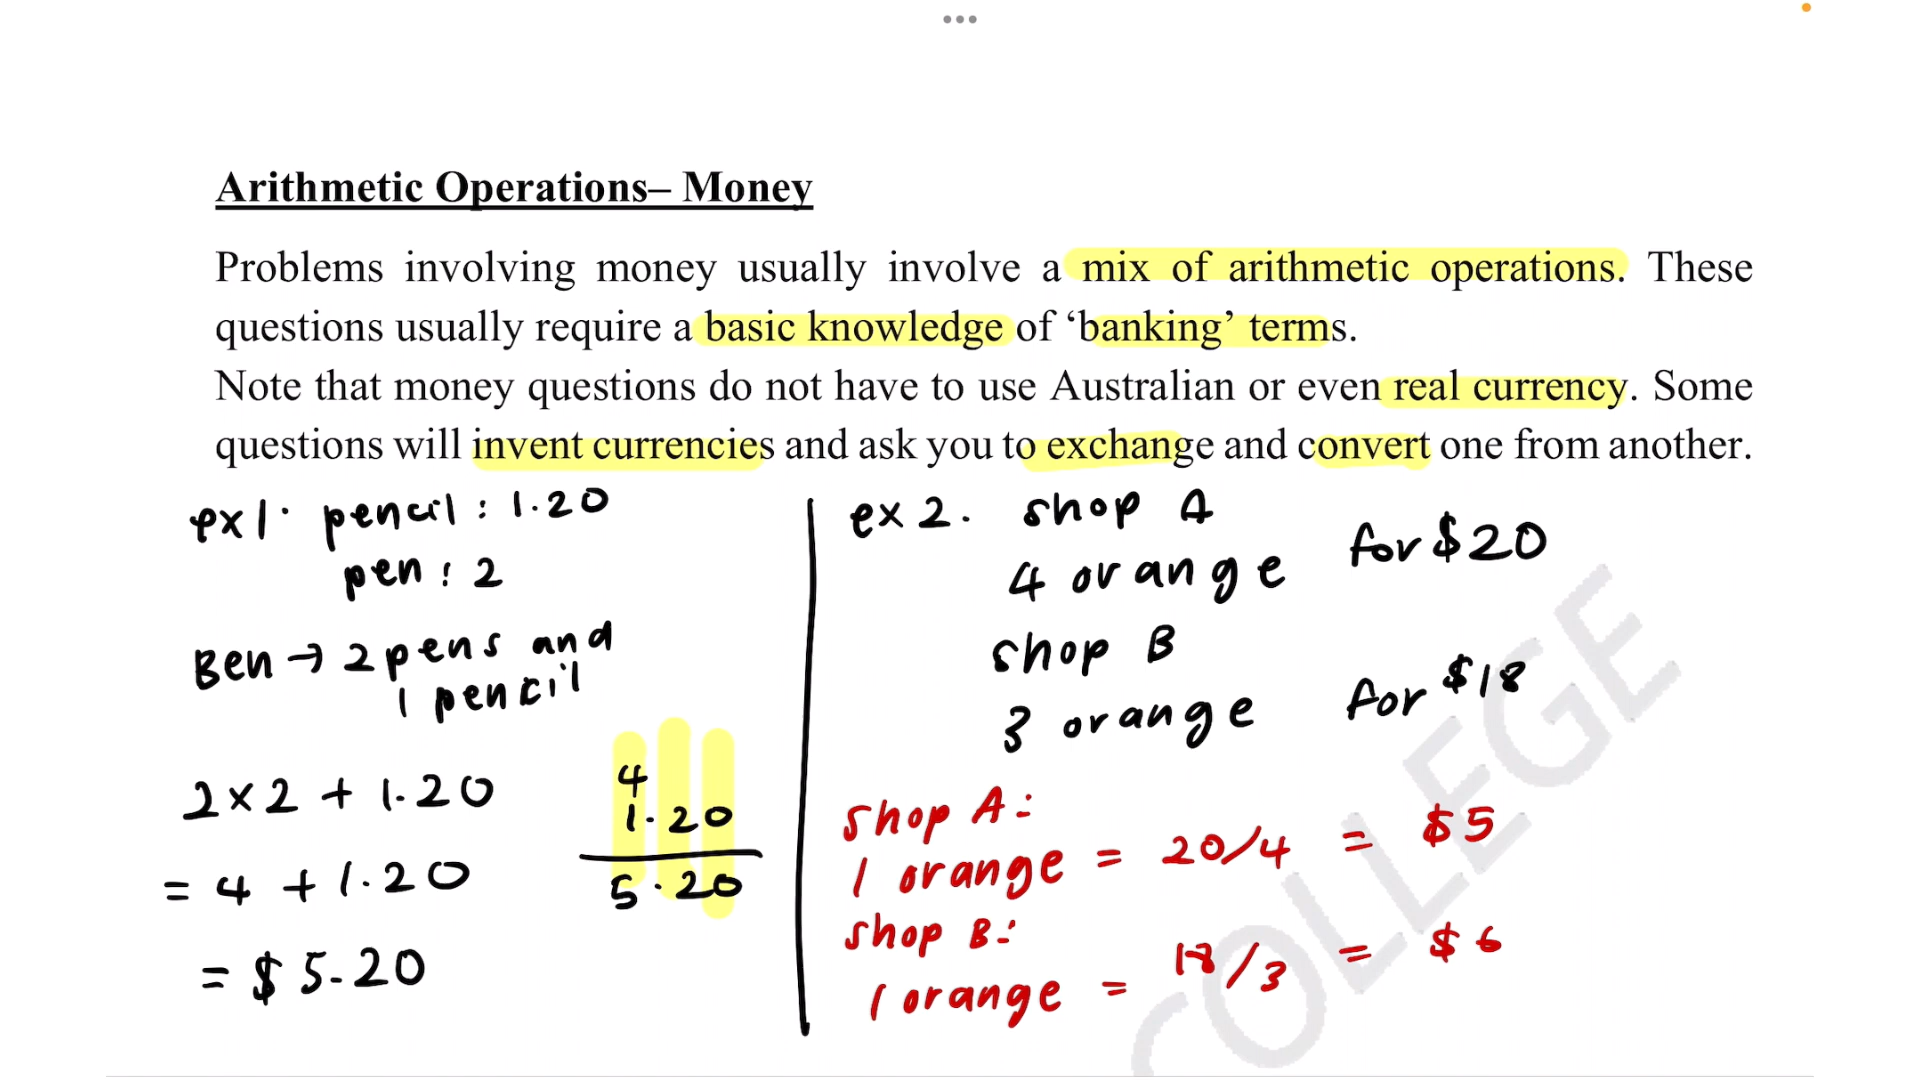 Arithmetic Operations– Money
Problems involving money usually involve a mix of arithmetic operations. These
questions usually require a basic knowledge of ‘banking’ terms.
Note that money questions do not have to use Australian or even real currency. Some
questions will invent currencies and ask you to exchange and convert one from another.
ex1. pencil : 1.20
pen : 2
Ben → 2 pens and
1 pencil
2 × 2 + 1.20
= 4 + 1.20
= $ 5.20
4
1.20
5.20
ex 2. shop A
4 orange for $20
shop B
3 orange for $18
shop A:
1 orange = 20/4 = $5
shop B:
1 orange = 18/3 = $6
COLLEGE